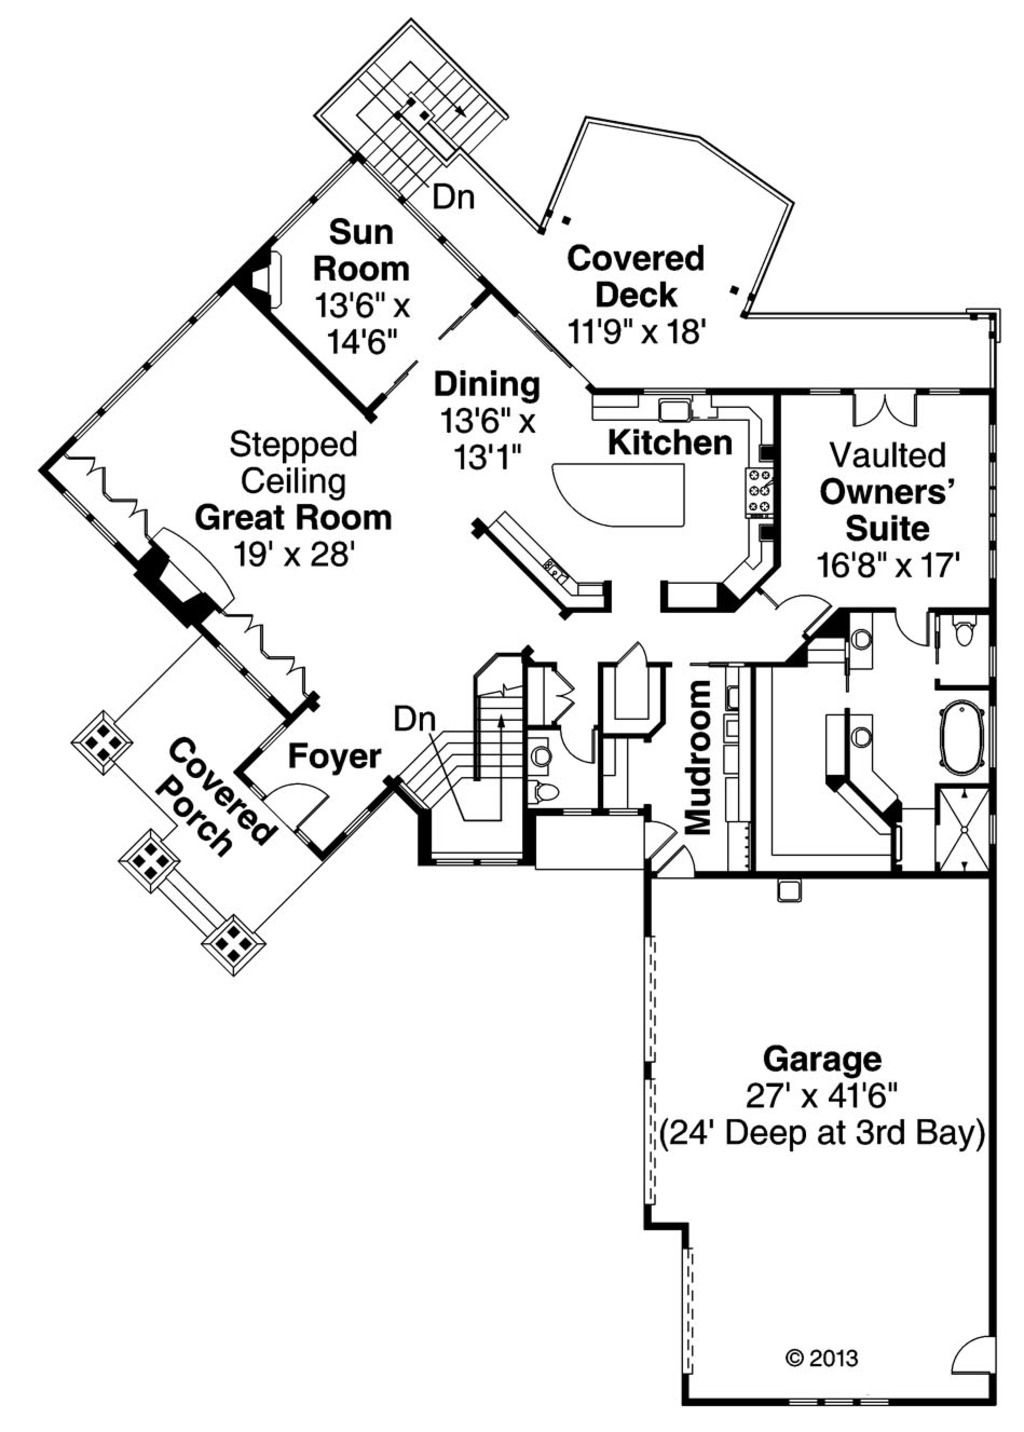 Dn
Sun
Room
13'6" x
14'6"
Covered
Deck
11'9" x 18'
Dining
13'6" x
13'1"
Kitchen
Stepped
Ceiling
Great Room
19' x 28'
Vaulted
Owners'
Suite
16'8" x 17'
Dn
Foyer
Covered
Porch
Mudroom
Garage
27' x 41'6"
(24' Deep at 3rd Bay)
© 2013